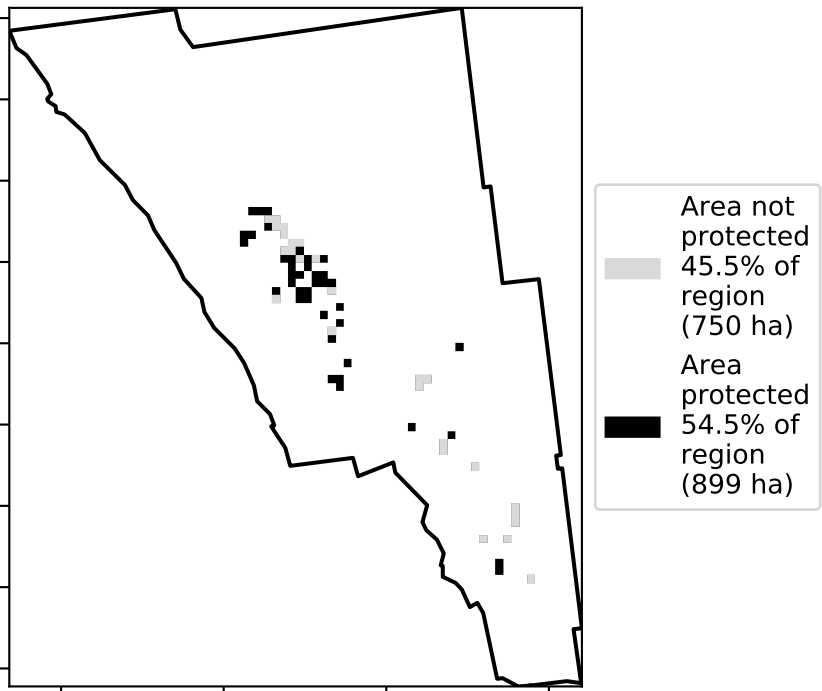 Area not
protected
45.5% of
region
(750 ha)
Area
protected
54.5% of
region
(899 ha)